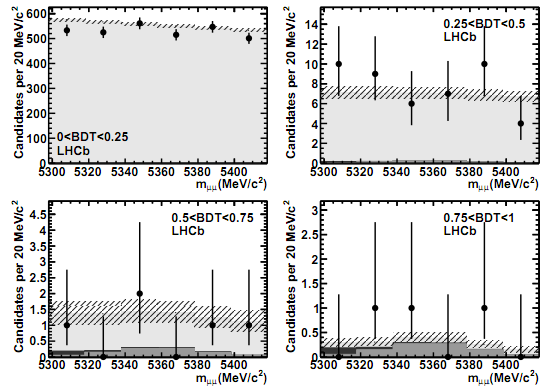 Candidates per 20 MeV/c²
600
500
400
300
200
100
0
0<BDT<0.25
LHCb
5300 5320 5340 5360 5380 5400
mμμ(MeV/c²)
Candidates per 20 MeV/c²
16
14
12
10
8
6
4
2
0
0.25<BDT<0.5
LHCb
5300 5320 5340 5360 5380 5400
mμμ(MeV/c²)
Candidates per 20 MeV/c²
4.5
4
3.5
3
2.5
2
1.5
1
0.5
0
0.5<BDT<0.75
LHCb
5300 5320 5340 5360 5380 5400
mμμ(MeV/c²)
Candidates per 20 MeV/c²
3
2.5
2
1.5
1
0.5
0
0.75<BDT<1
LHCb
5300 5320 5340 5360 5380 5400
mμμ(MeV/c²)